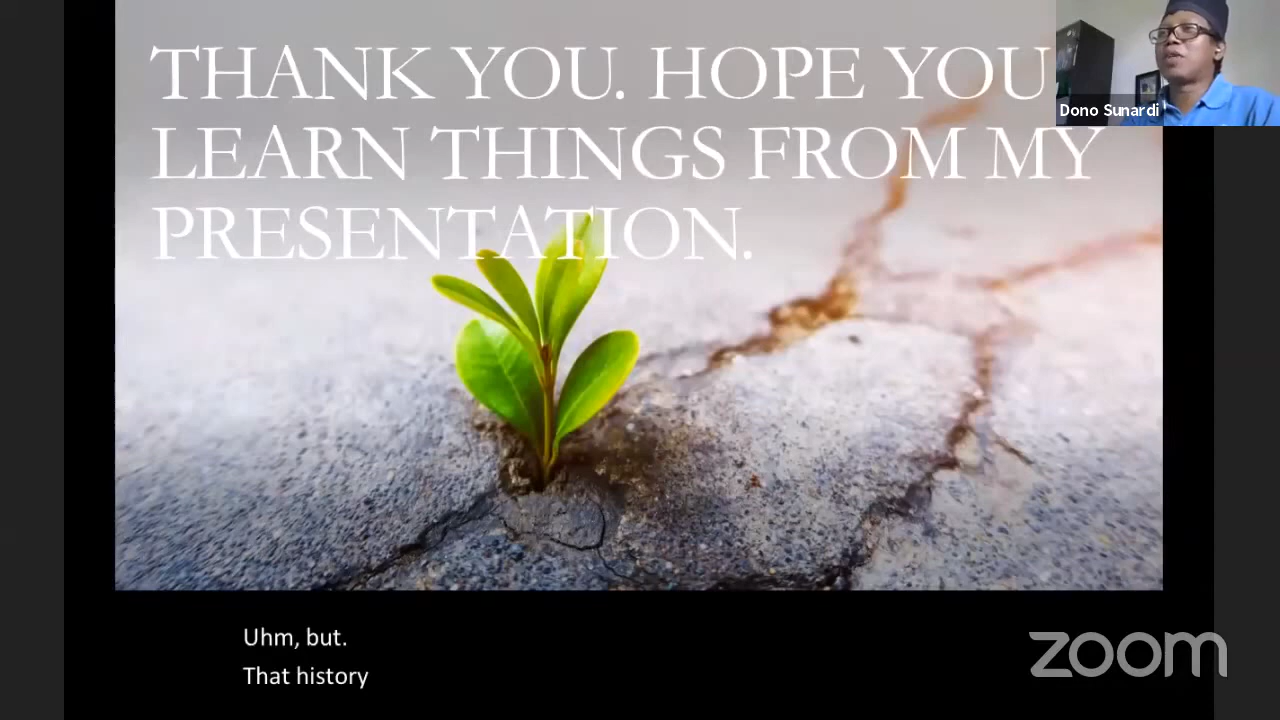 THANK YOU. HOPE YOU
LEARN THINGS FROM MY
PRESENTATION.
Dono Sunardi
Uhm, but.
That history
zoom